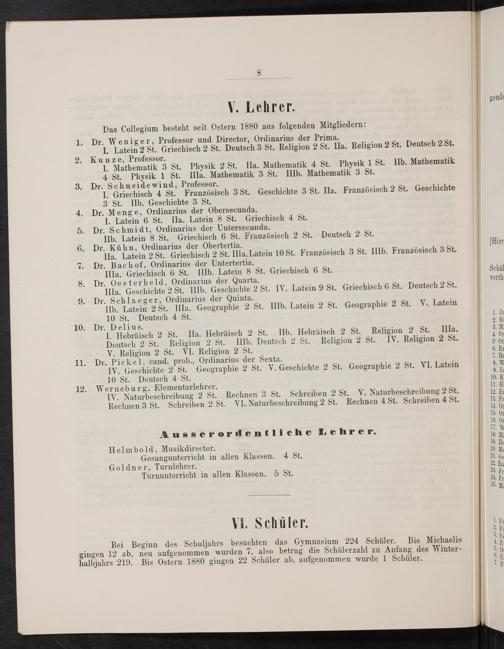 8
V. Lehrer.
Das Collegium besteht seit Ostern 1880 aus folgenden Mitgliedern:
1. Dr. Weniger, Professor und Director, Ordinarius der Prima.
I. Latein 2 St. Griechisch 2 St. Deutsch 3 St. Religion 2 St. IIa. Religion 2 St. Deutsch 2 St.
2. Kunze, Professor.
I. Mathematik 3 St. Physik 2 St. IIa. Mathematik 4 St. Physik 1 St. IIb. Mathematik
4 St. Physik 1 St. IIIa. Mathematik 3 St. IIIb. Mathematik 3 St.
3. Dr. Schneidewind, Professor.
I. Griechisch 4 St. Französisch 3 St. Geschichte 3 St. IIa. Französisch 2 St. Geschichte
3 St. IIb. Geschichte 3 St.
4. Dr. Menge, Ordinarius der Obersecunda.
I. Latein 6 St. IIa. Latein 8 St. Griechisch 4 St.
5. Dr. Schmidt, Ordinarius der Untersecunda.
IIb. Latein 8 St. Griechisch 6 St. Französisch 2 St. Deutsch 2 St.
6. Dr. Kühn, Ordinarius der Obertertia.
IIa. Latein 2 St. Griechisch 2 St. IIIa. Latein 10 St. Französisch 3 St. IIIb. Französisch 3 St.
7. Dr. Bachof, Ordinarius der Untertertia.
IIIa. Griechisch 6 St. IIIb. Latein 8 St. Griechisch 6 St.
8. Dr. Oesterheld, Ordinarius der Quarta.
IIIa. Geschichte 2 St. IIIb. Geschichte 2 St. IV. Latein 9 St. Griechisch 6 St. Deutsch 2 St.
9. Dr. Schlaeger, Ordinarius der Quinta.
IIb. Latein 2 St. IIIa. Geographie 2 St. IIIb. Latein 2 St. Geographie 2 St. V. Latein
10 St. Deutsch 4 St.
10. Dr. Delius.
I. Hebräisch 2 St. IIa. Hebräisch 2 St. IIb. Hebräisch 2 St. Religion 2 St. IIIa.
Deutsch 2 St. Religion 2 St. IIIb. Deutsch 2 St. Religion 2 St. IV. Religion 2 St.
V. Religion 2 St. VI. Religion 2 St.
11. Dr. Pickel, cand. prob., Ordinarius der Sexta.
IV. Geschichte 2 St. Geographie 2 St. V. Geschichte 2 St. Geographie 2 St. VI. Latein
10 St. Deutsch 4 St.
12. Werneburg, Elementarlehrer.
IV. Naturbeschreibung 2 St. Rechnen 3 St. Schreiben 2 St. V. Naturbeschreibung 2 St.
Rechnen 3 St. Schreiben 2 St. VI. Naturbeschreibung 2 St. Rechnen 4 St. Schreiben 4 St.
Ausserordentliche Lehrer.
Helmbold, Musikdirector.
Gesangunterricht in allen Klassen. 4 St.
Goldner, Turnlehrer.
Turnunterricht in allen Klassen. 5 St.
VI. Schüler.
Bei Beginn des Schuljahrs besuchten das Gymnasium 224 Schüler. Bis Michaelis
gingen 12 ab, neu aufgenommen wurden 7, also betrug die Schülerzahl zu Anfang des Winter-
halbjahrs 219. Bis Ostern 1880 gingen 22 Schüler ab, aufgenommen wurde 1 Schüler.